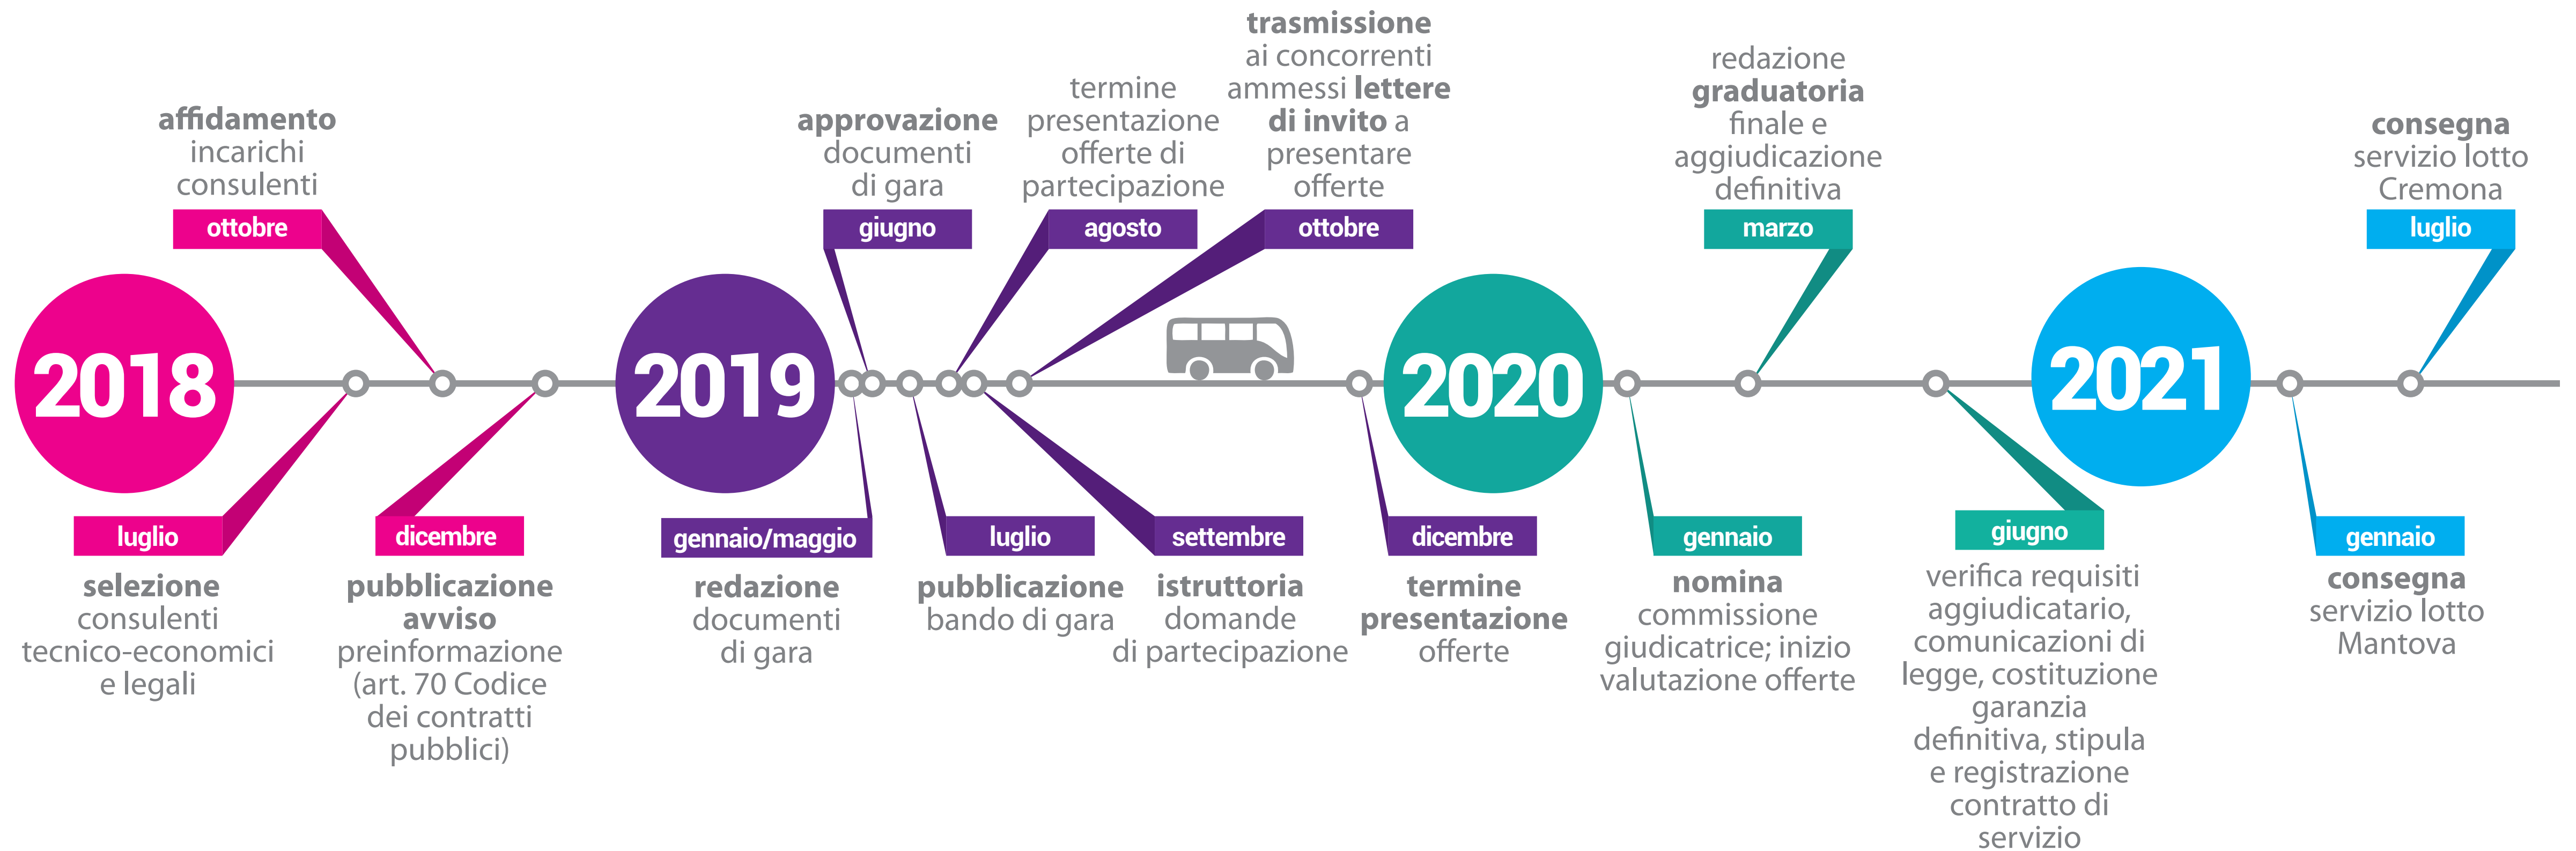 2018
luglio
selezione
consulenti
tecnico-economici
e legali
affidamento
incarichi
consulenti
ottobre
dicembre
pubblicazione
avviso
preinformazione
(art. 70 Codice
dei contratti
pubblici)
2019
gennaio/maggio
redazione
documenti
di gara
approvazione
documenti
di gara
giugno
luglio
pubblicazione
bando di gara
termine
presentazione
offerte di
partecipazione
agosto
settembre
istruttoria
domande
di partecipazione
trasmissione
ai concorrenti
ammessi lettere
di invito a
presentare
offerte
ottobre
dicembre
termine
presentazione
offerte
2020
gennaio
nomina
commissione
giudicatrice; inizio
valutazione offerte
redazione
graduatoria
finale e
aggiudicazione
definitiva
marzo
giugno
verifica requisiti
aggiudicatario,
comunicazioni di
legge, costituzione
garanzia
definitiva, stipula
e registrazione
contratto di
servizio
2021
gennaio
consegna
servizio lotto
Mantova
consegna
servizio lotto
Cremona
luglio